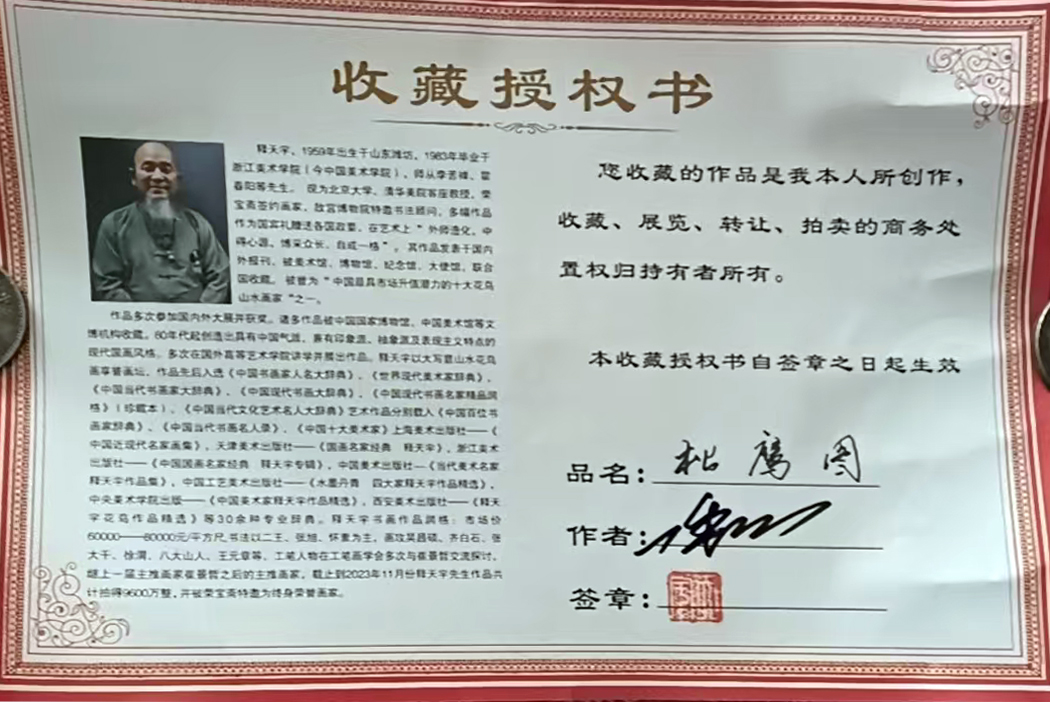 收藏授权书
释天宇，1959年出生于山东潍坊，1983年毕业于
浙江美术学院（今中国美术学院），师从李苦禅、霍
春阳等先生。 现为北京大学、清华美院客座教授，荣
宝斋签约画家，故宫博物院特邀书法顾问，多幅作品
作为国宾礼赠送各国政要，在艺术上“外师造化，中
得心源，博采众长，自成一格”。其作品发表于国内
外报刊，被美术馆、博物馆、纪念馆、大使馆、联合
国收藏。 被誉为“中国最具市场升值潜力的十大花鸟
山水画家”之一。
作品多次参加国内外大展并获奖。诸多作品被中国国家博物馆、中国美术馆等文
博机构收藏。80年代起创造出具有中国气派，兼有印象派、抽象派及表现主义特点的
现代国画风格。多次在国外高等艺术学院讲学并展出作品。释天宇以大写意山水花鸟
画享誉画坛，作品先后入选《中国书画家人名大辞典》、《世界现代美术家辞典》、
《中国当代书画家大辞典》、《中国现代书画大辞典》、《中国现代书画名家精品润
格》（珍藏本）、《中国当代文化艺术名人大辞典》艺术作品分别载入《中国百位书
画家辞典》、《中国当代书画名人录》、《中国十大美术家》上海美术出版社——《
中国近现代名家画集》，天津美术出版社——《国画名家经典 释天宇》，浙江美术
出版社——《中国国画名家经典 释天宇专辑》，中国美术出版社—《当代美术名家
释天宇作品集》，中国工艺美术出版社——《水墨丹青 四大家释天宇作品精选》，
中央美术学院出版——《中国美术家释天宇作品精选》，西安美术出版社——《释天
宇花鸟作品精选》等30余种专业辞典。释天宇书画作品润格：市场价
60000——80000元/平方尺,书法以二王、张旭、怀素为主，画攻吴昌硕、齐白石、张
大千、徐渭、八大山人、王元章等，工笔人物在工笔画学会多次与崔景哲交流探讨，
继上一届主推画家崔景哲之后的主推画家，截止到2023年11月份释天宇先生作品共
计拍得9600万整，并被荣宝斋特邀为终身荣誉画家。
您收藏的作品是我本人所创作，
收藏、展览、转让、拍卖的商务处
置权归持有者所有。
本收藏授权书自签章之日起生效
品名：松鹰图
作者：
签章：